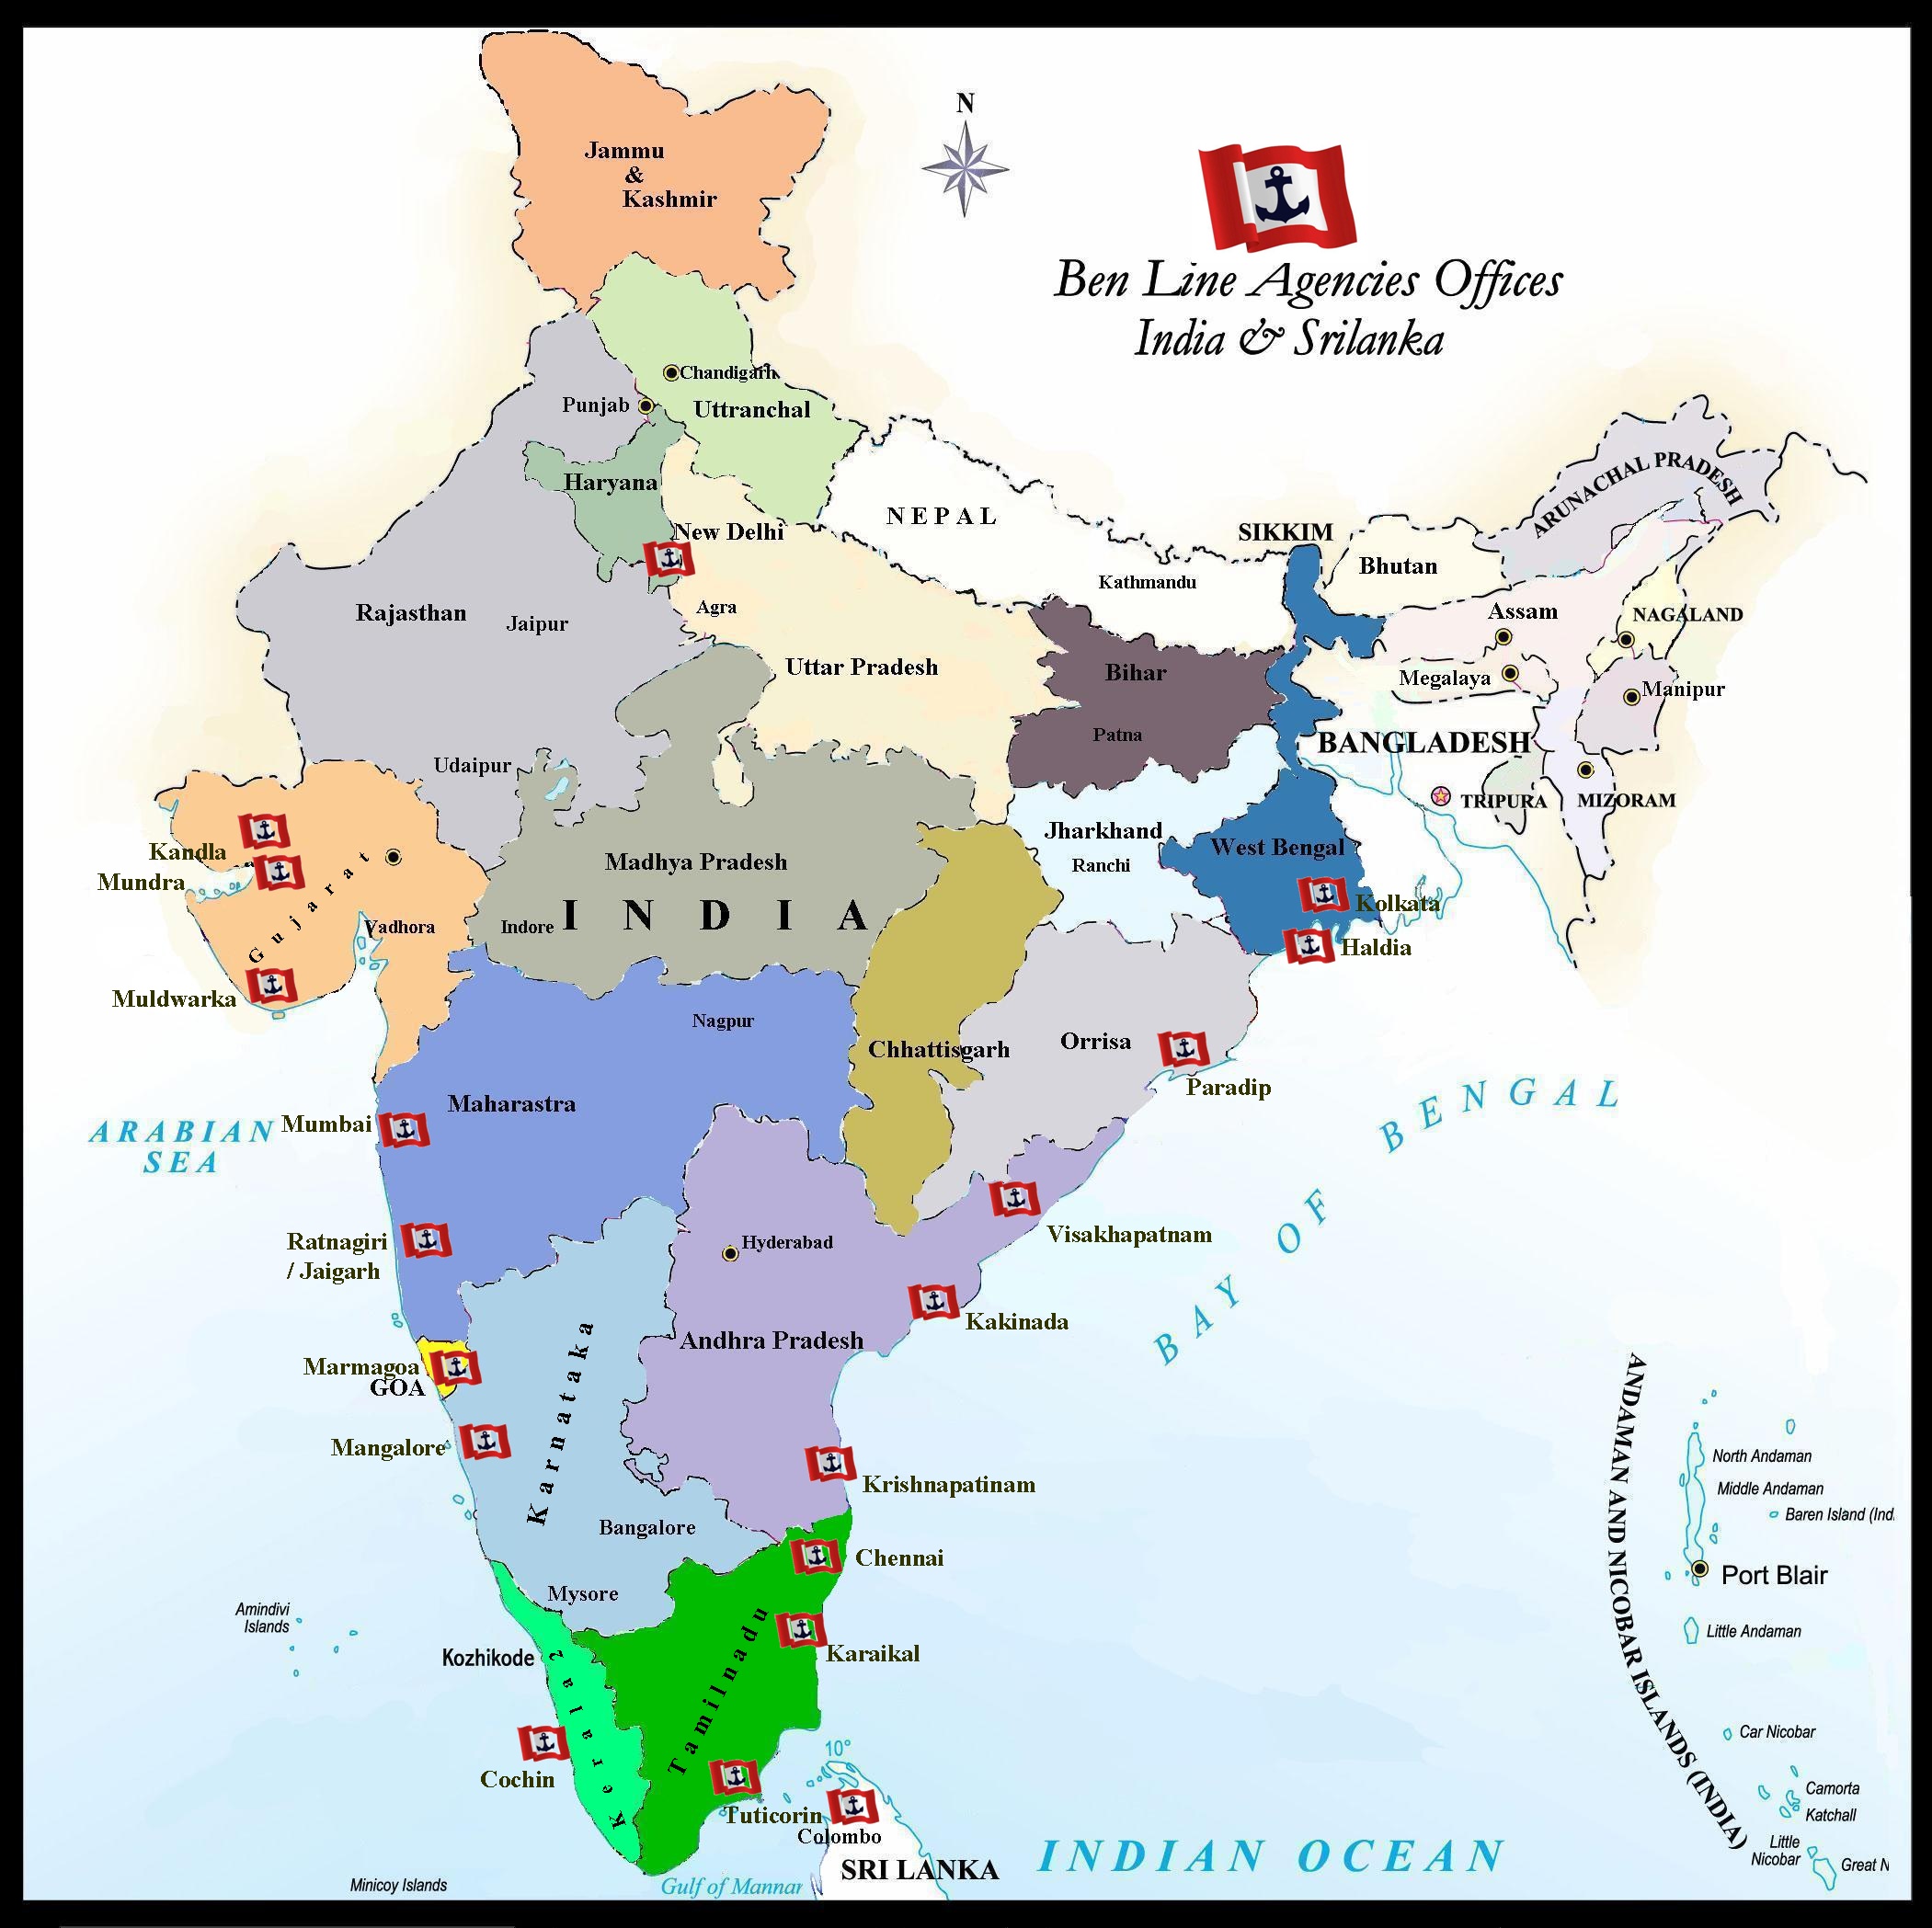 N
Ben Line Agencies Offices
India & Srilanka
Jammu
&
Kashmir
Chandigarh
Punjab
Uttranchal
Haryana
New Delhi
NEPAL
Kathmandu
SIKKIM
Bhutan
ARUNACHAL PRADESH
Assam
NAGALAND
Megalaya
Manipur
BANGLADESH
TRIPURA
MIZORAM
Rajasthan
Jaipur
Agra
Uttar Pradesh
Bihar
Patna
Udaipur
Kandla
Mundra
Gujarat
Vadhora
Muldwarka
Madhya Pradesh
Indore
INDIA
Jharkhand
Ranchi
West Bengal
Kolkata
Haldia
Nagpur
Chhattisgarh
Orrisa
Paradip
Maharastra
ARABIAN
SEA
Mumbai
BAY OF BENGAL
Visakhapatnam
Ratnagiri
/ Jaigarh
Hyderabad
Kakinada
Andhra Pradesh
Marmagoa
GOA
Karnataka
Mangalore
Krishnapatinam
Bangalore
Chennai
Mysore
Amindivi
Islands
Kozhikode
Kerala2
Tamilnadu
Karaikal
Cochin
10°
Tuticorin
Colombo
SRI LANKA
INDIAN OCEAN
Minicoy Islands
Gulf of Mannar
ANDAMAN AND NICOBAR ISLANDS (INDIA)
North Andaman
Middle Andaman
Baren Island (Ind
Port Blair
Little Andaman
Car Nicobar
Camorta
Katchall
Little
Nicobar
Great N